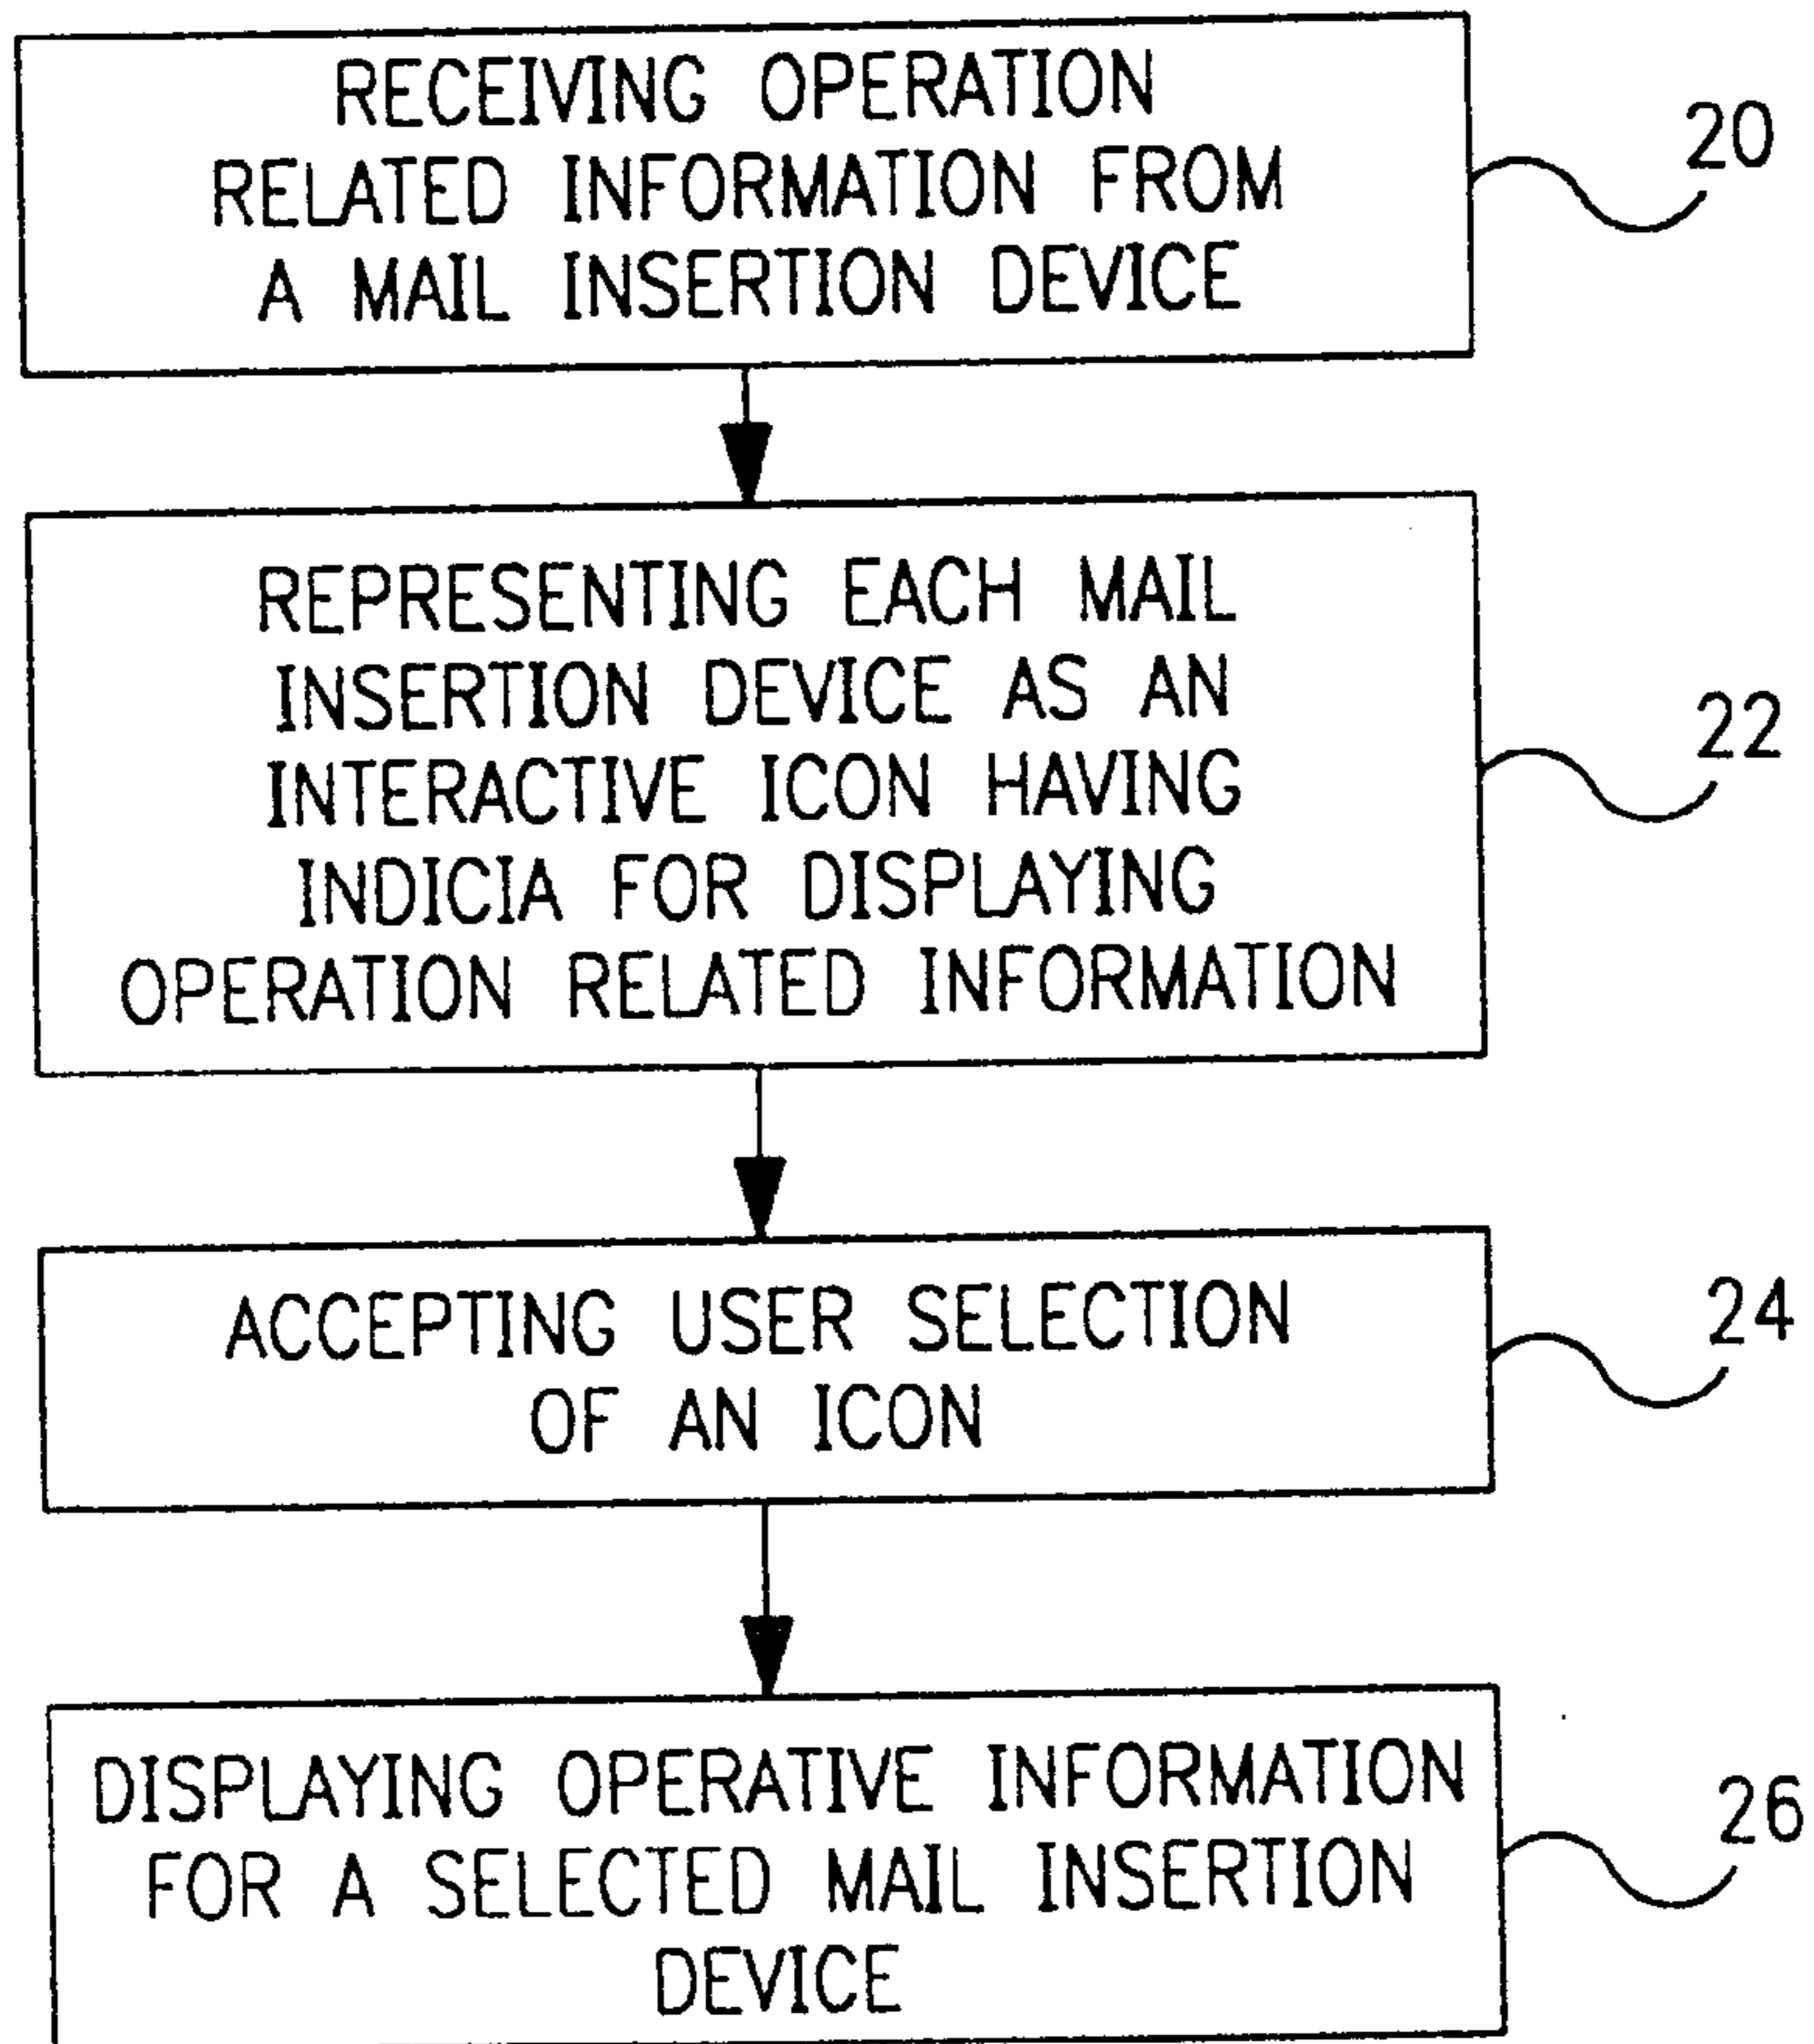 RECEIVING OPERATION
RELATED INFORMATION FROM
A MAIL INSERTION DEVICE
20
REPRESENTING EACH MAIL
INSERTION DEVICE AS AN
INTERACTIVE ICON HAVING
INDICIA FOR DISPLAYING
OPERATION RELATED INFORMATION
22
ACCEPTING USER SELECTION
OF AN ICON
24
DISPLAYING OPERATIVE INFORMATION
FOR A SELECTED MAIL INSERTION
DEVICE
26